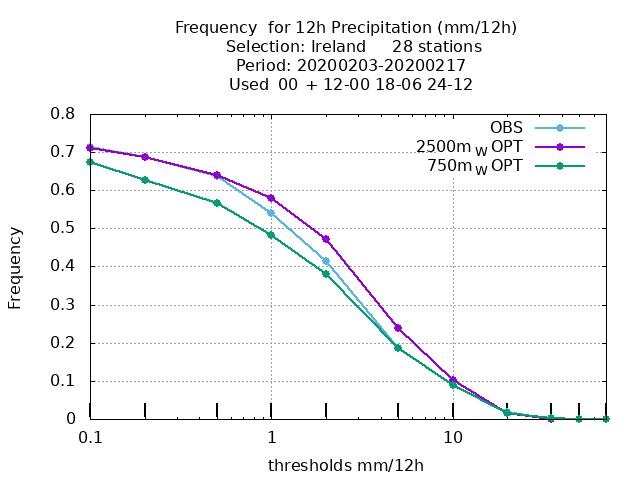 Frequency  for 12h Precipitation (mm/12h)
Selection: Ireland     28 stations
Period: 20200203-20200217
Used  00  + 12-00 18-06 24-12
OBS
2500m W OPT
750m W OPT
0.8
0.7
0.6
0.5
0.4
0.3
0.2
0.1
0
Frequency
0.1 1 10
thresholds mm/12h